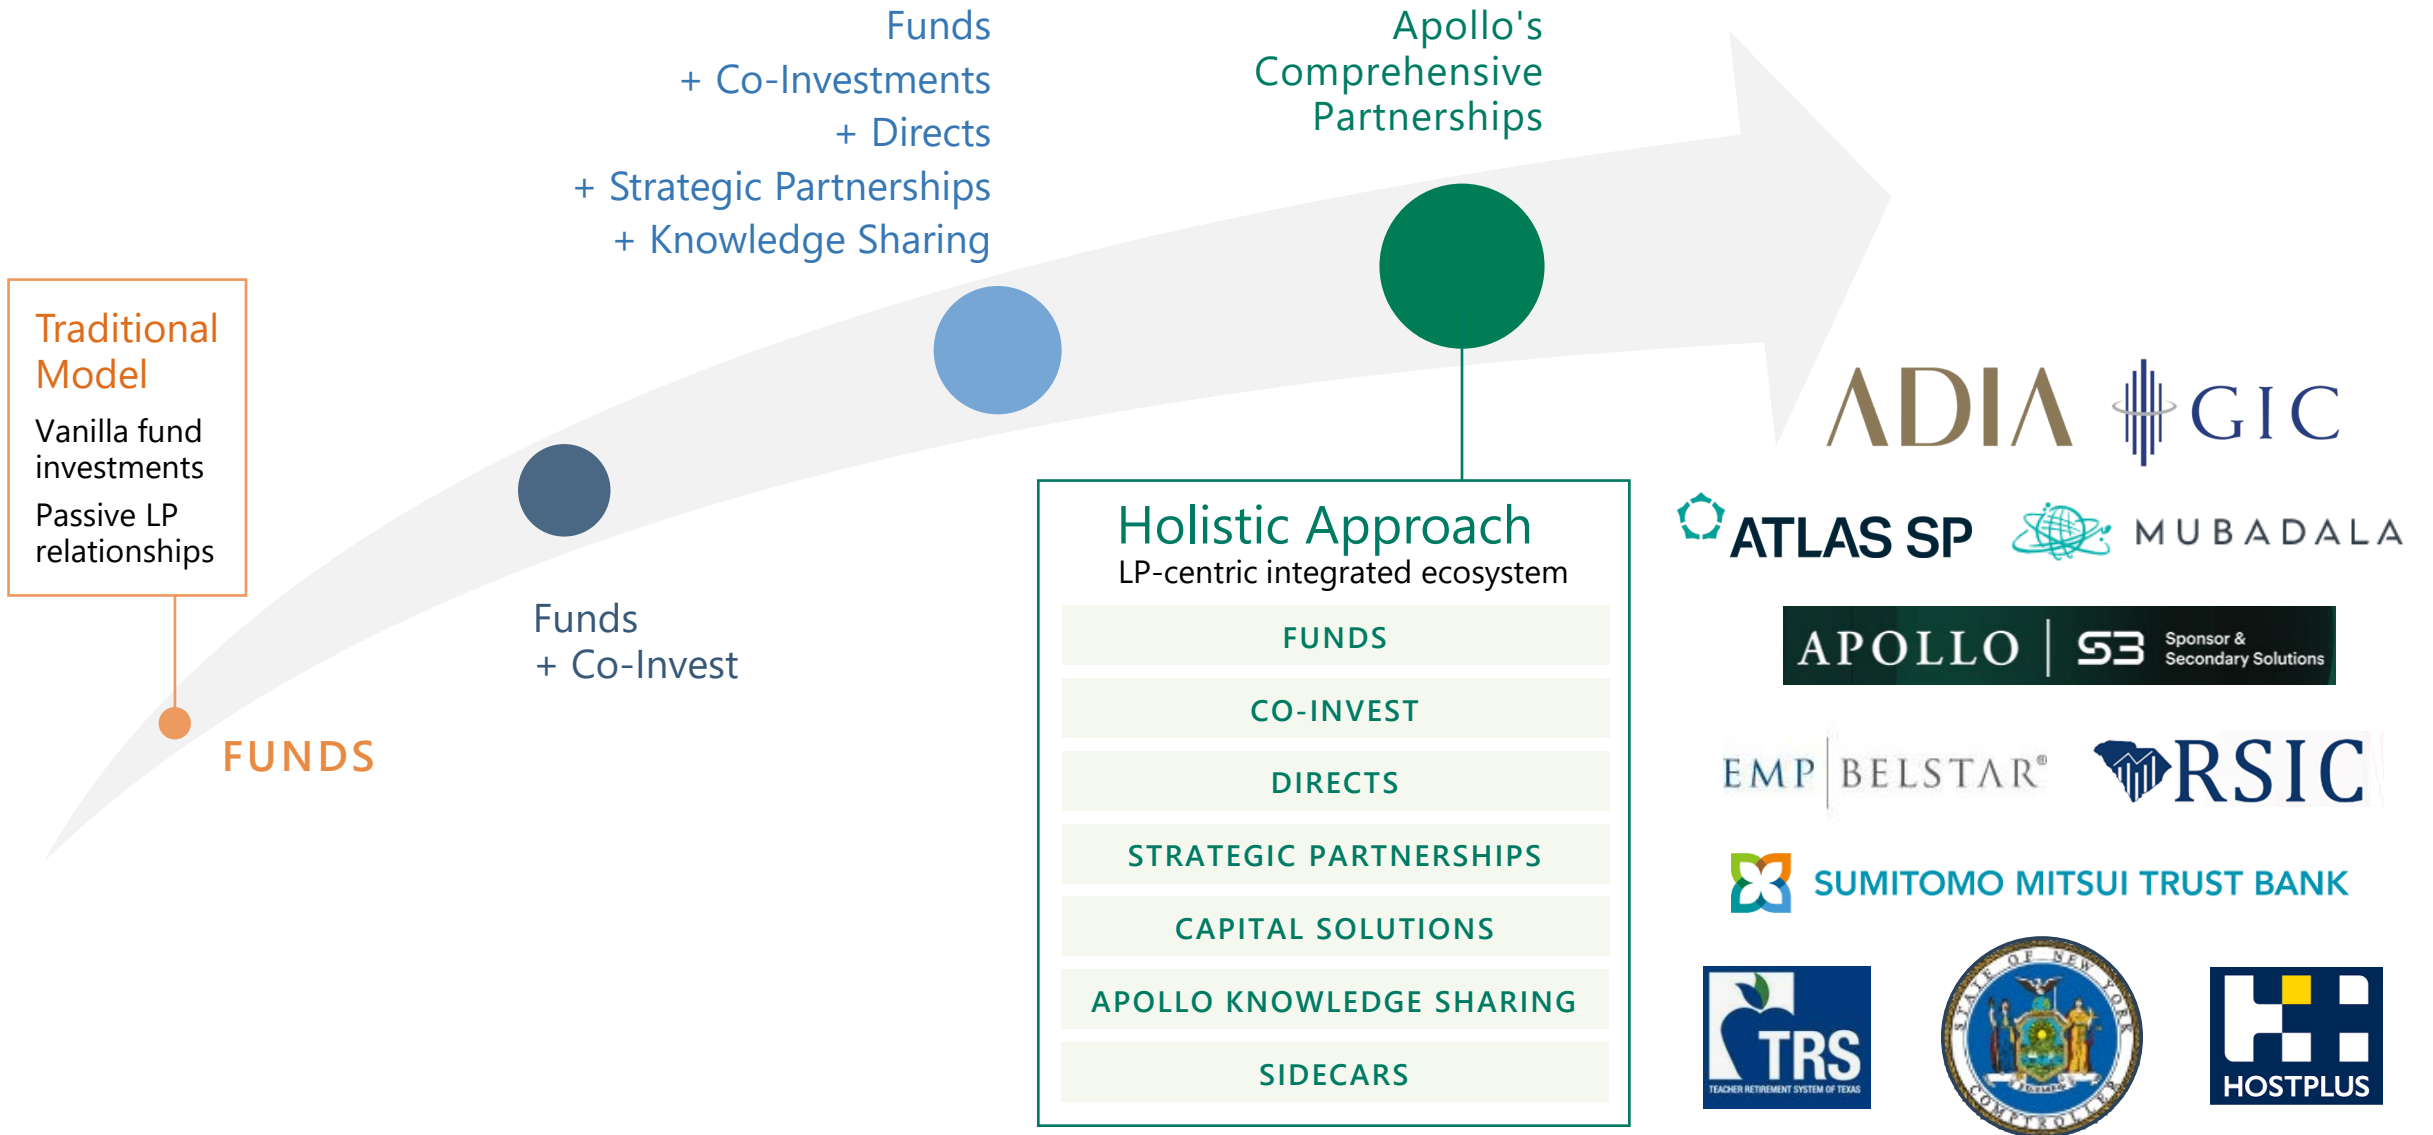 Funds
+ Co-Investments
+ Directs
+ Strategic Partnerships
+ Knowledge Sharing
Apollo's
Comprehensive
Partnerships
Traditional
Model
Vanilla fund
investments
Passive LP
relationships
FUNDS
Funds
+ Co-Invest
Holistic Approach
LP-centric integrated ecosystem
FUNDS
CO-INVEST
DIRECTS
STRATEGIC PARTNERSHIPS
CAPITAL SOLUTIONS
APOLLO KNOWLEDGE SHARING
SIDECARS
ADIA
GIC
ATLAS SP
MUBADALA
APOLLO | S3 Sponsor &
Secondary Solutions
EMP | BELSTAR®
RSIC
SUMITOMO MITSUI TRUST BANK
TRS
TEACHER RETIREMENT SYSTEM OF TEXAS
STATE OF NEW YORK
COMPTROLLER
HOSTPLUS